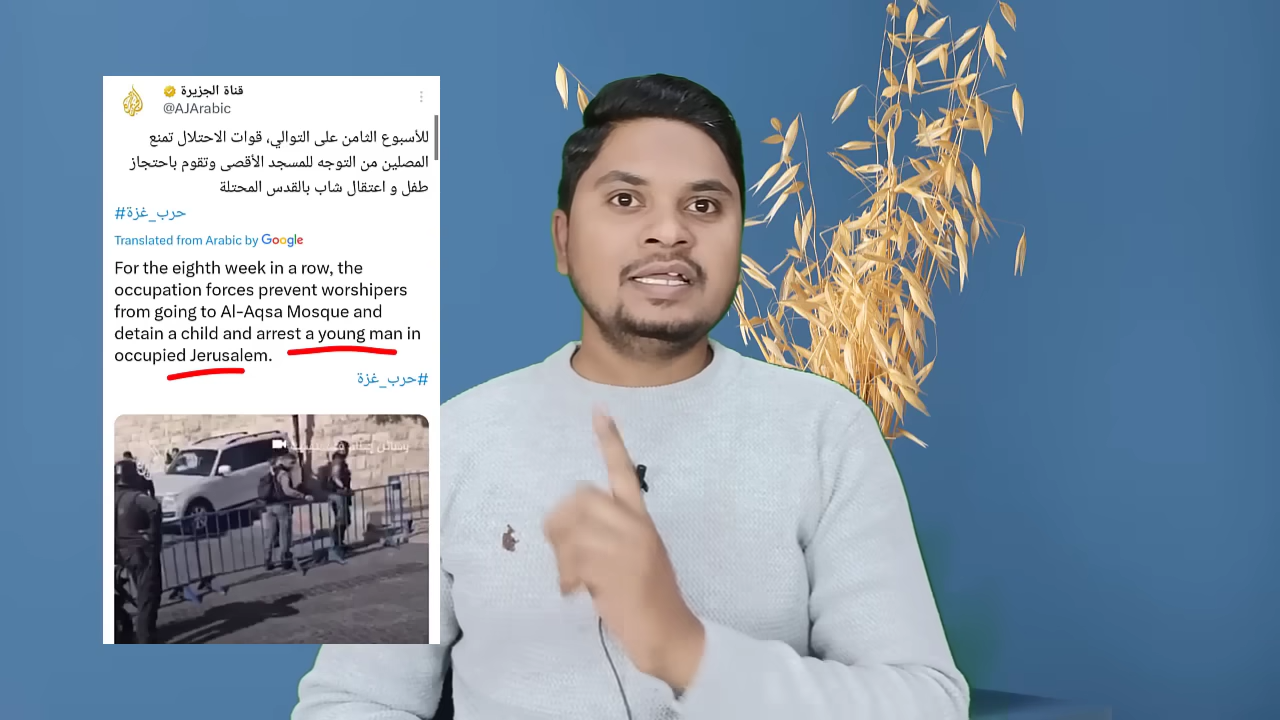 قناة الجزيرة
@AJArabic
للأسبوع الثامن على التوالي، قوات الاحتلال تمنع
المصلين من التوجه للمسجد الأقصى وتقوم باحتجاز
طفل و اعتقال شاب بالقدس المحتلة
#حرب_غزة
Translated from Arabic by Google
For the eighth week in a row, the
occupation forces prevent worshipers
from going to Al-Aqsa Mosque and
detain a child and arrest a young man in
occupied Jerusalem.
#حرب_غزة